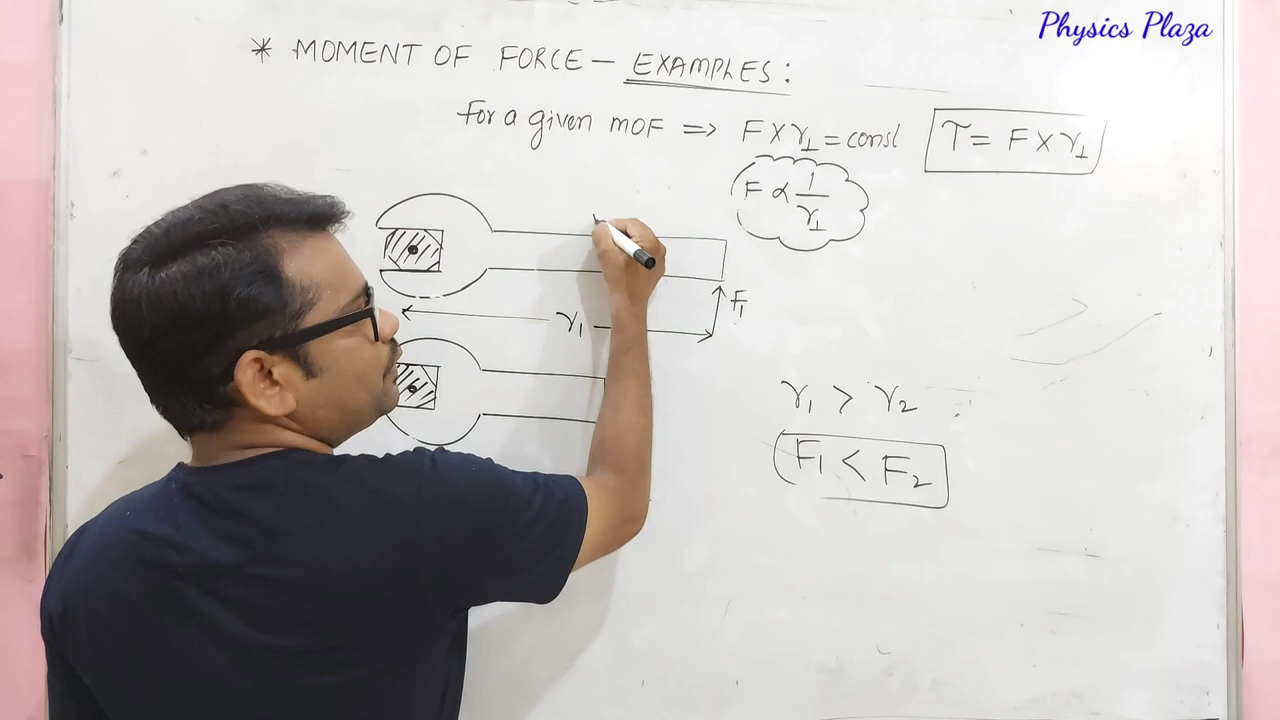 Physics Plaza
* MOMENT OF FORCE - EXAMPLES:
For a given MOF => F × r⊥ = const
τ = F × r⊥
F ∝ 1/r⊥
F1
r1
r1 > r2
F1 < F2